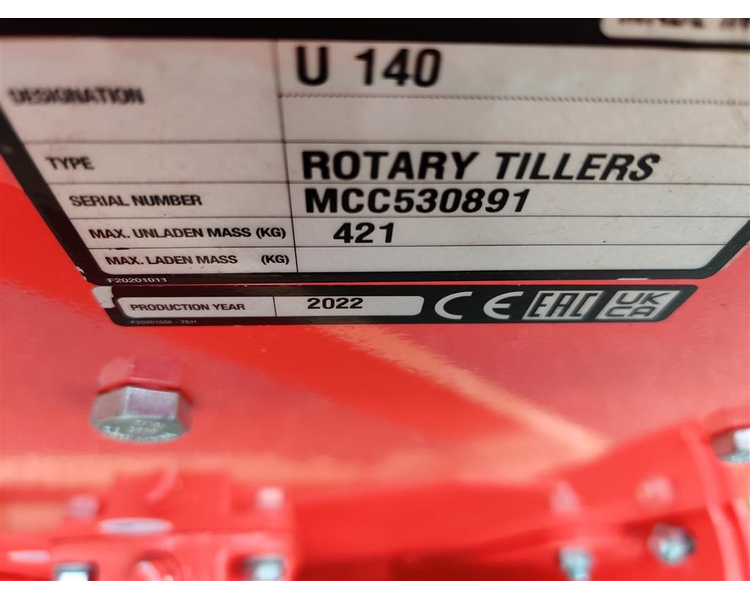 DESIGNATION U 140
TYPE ROTARY TILLERS
SERIAL NUMBER MCC530891
MAX. UNLADEN MASS (KG) 421
MAX. LADEN MASS (KG)
F20201011
PRODUCTION YEAR 2022 CE EAC UK CA